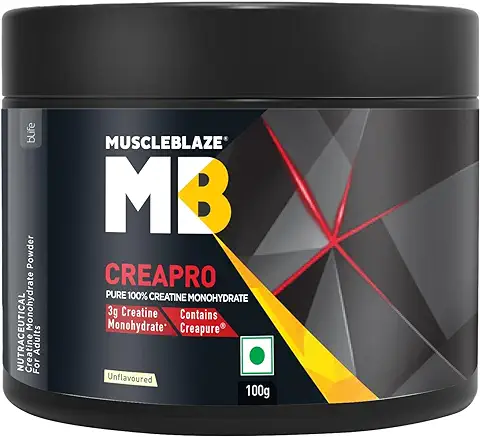 bLife
NUTRACEUTICAL
Creatine Monohydrate Powder
For Adults
MUSCLEBLAZE®
MB
CREAPRO
PURE 100% CREATINE MONOHYDRATE
3g Creatine
Monohydrate*
Contains
Creapure®
Unflavoured
100g